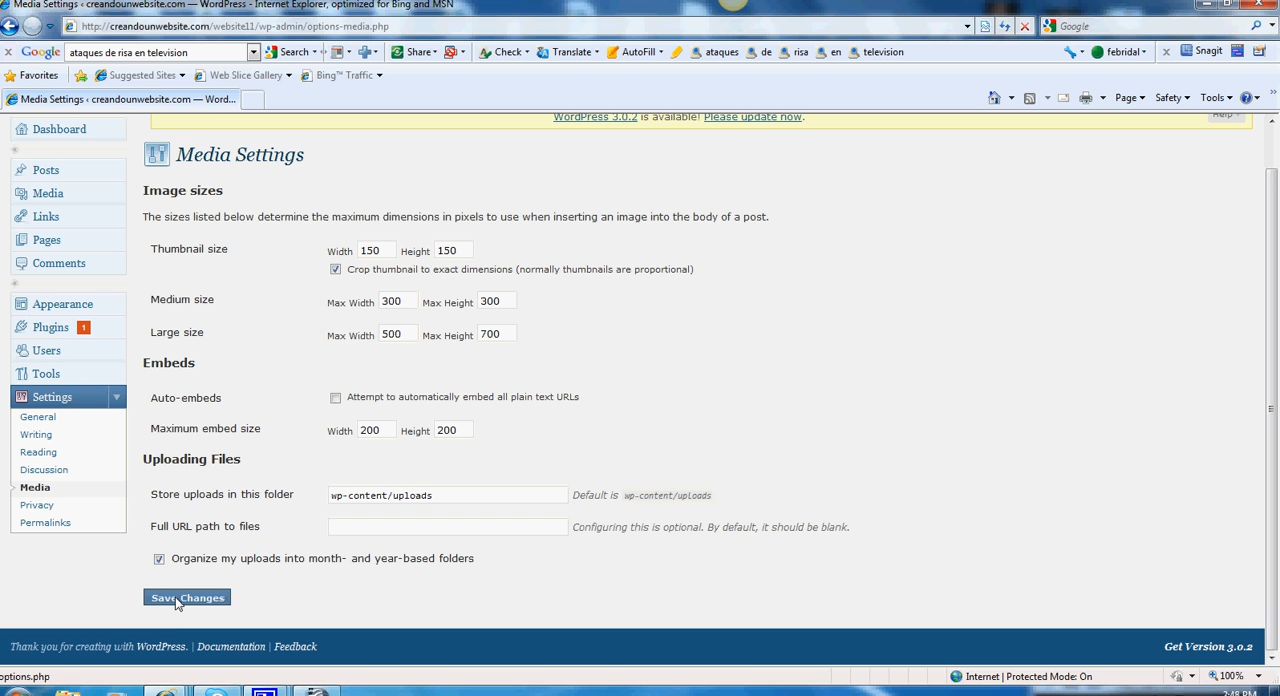 Media Settings ‹ creandounwebsite.com — WordPress - Internet Explorer, optimized for Bing and MSN
http://creandounwebsite.com/website11/wp-admin/options-media.php
Google
Google ataques de risa en television Search Share Check Translate AutoFill ataques de risa en television febridal Snagit
Favorites Suggested Sites Web Slice Gallery Bing™ Traffic
Media Settings ‹ creandounwebsite.com — Word... Page Safety Tools
WordPress 3.0.2 is available! Please update now. Help
Dashboard
Posts
Media
Links
Pages
Comments
Appearance
Plugins 1
Users
Tools
Settings
General
Writing
Reading
Discussion
Media
Privacy
Permalinks
Media Settings
Image sizes
The sizes listed below determine the maximum dimensions in pixels to use when inserting an image into the body of a post.
Thumbnail size Width 150 Height 150
Crop thumbnail to exact dimensions (normally thumbnails are proportional)
Medium size Max Width 300 Max Height 300
Large size Max Width 500 Max Height 700
Embeds
Auto-embeds Attempt to automatically embed all plain text URLs
Maximum embed size Width 200 Height 200
Uploading Files
Store uploads in this folder wp-content/uploads Default is wp-content/uploads
Full URL path to files Configuring this is optional. By default, it should be blank.
Organize my uploads into month- and year-based folders
Save Changes
Thank you for creating with WordPress. | Documentation | Feedback Get Version 3.0.2
options.php Internet | Protected Mode: On 100%
2:48 PM